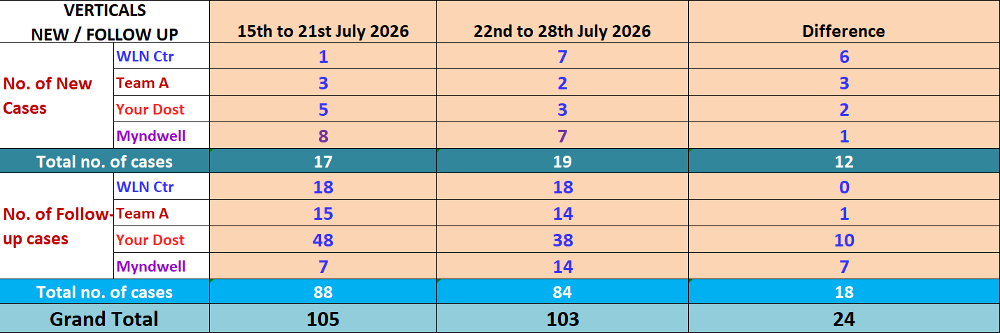 VERTICALS
NEW / FOLLOW UP 15th to 21st July 2026 22nd to 28th July 2026 Difference
No. of New Cases
WLN Ctr 1 7 6
Team A 3 2 3
Your Dost 5 3 2
Myndwell 8 7 1
Total no. of cases 17 19 12
No. of Follow-up cases
WLN Ctr 18 18 0
Team A 15 14 1
Your Dost 48 38 10
Myndwell 7 14 7
Total no. of cases 88 84 18
Grand Total 105 103 24